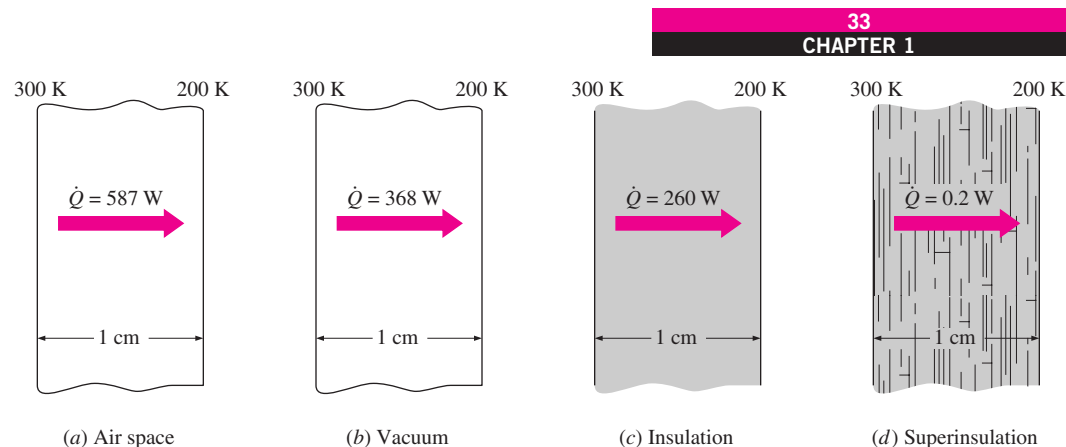 33
CHAPTER 1
300 K 200 K 300 K 200 K 300 K 200 K 300 K 200 K
Q̇ = 587 W Q̇ = 368 W Q̇ = 260 W Q̇ = 0.2 W
1 cm 1 cm 1 cm 1 cm
(a) Air space (b) Vacuum (c) Insulation (d) Superinsulation